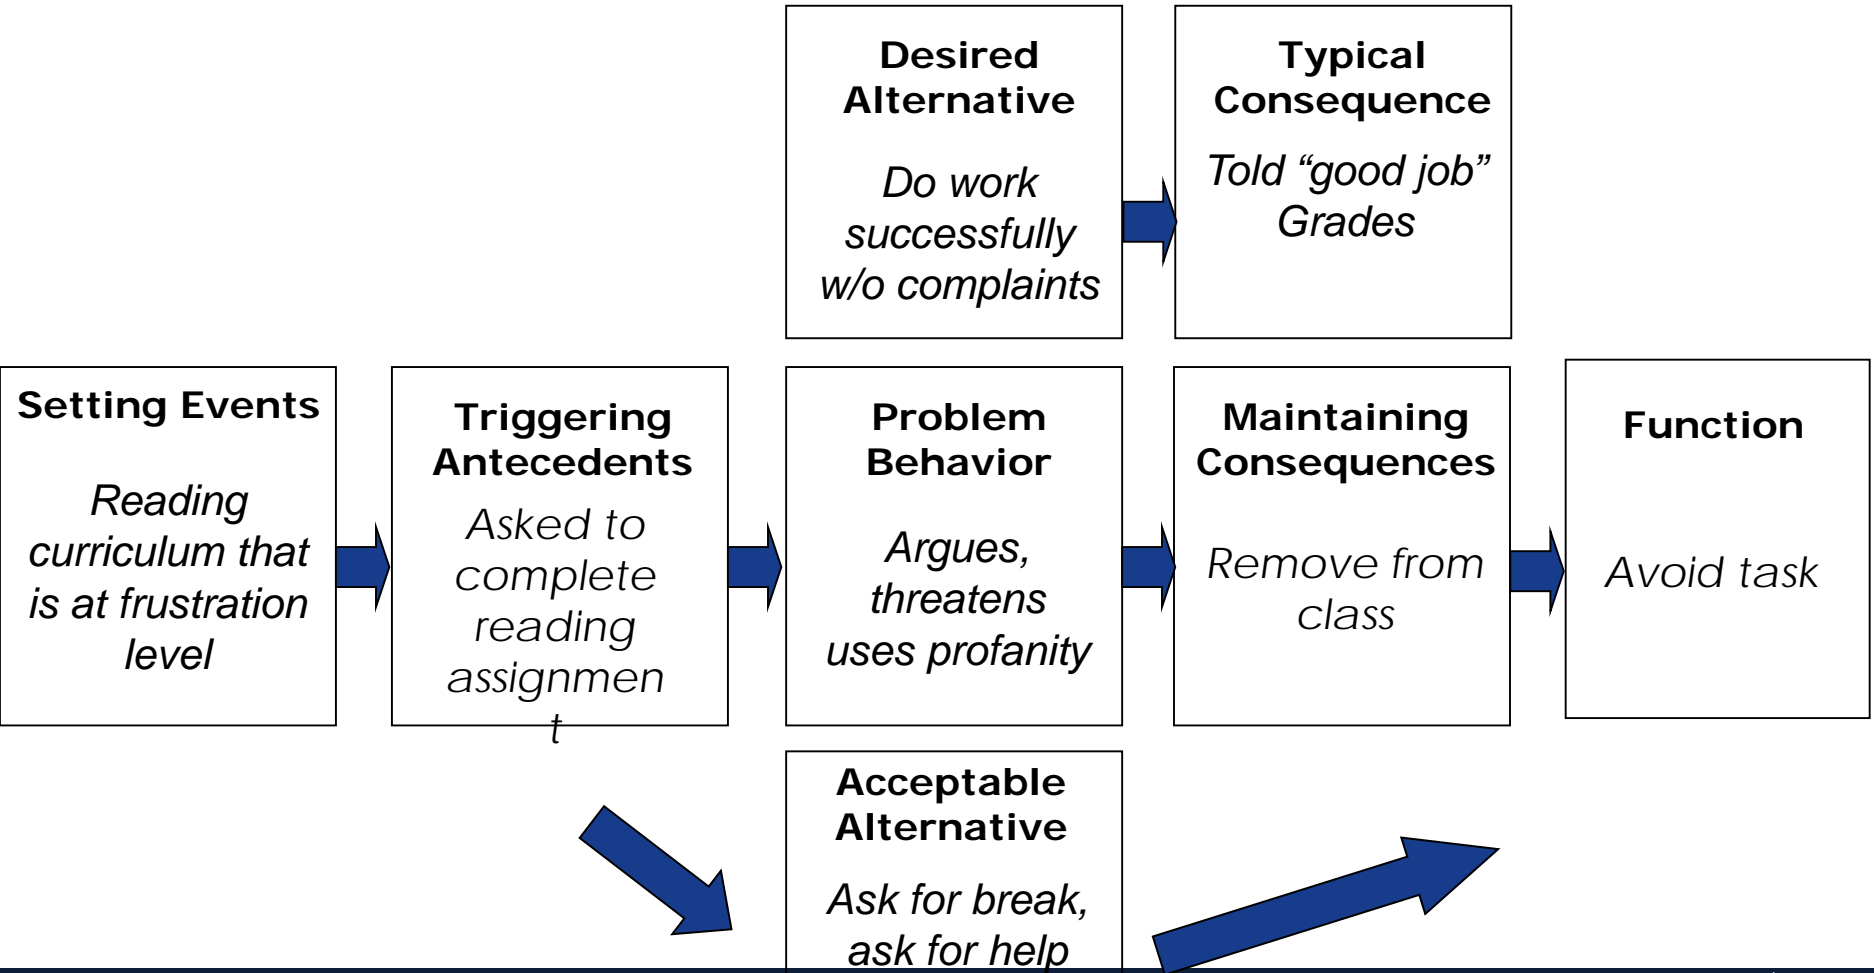 Desired
Alternative
Do work
successfully
w/o complaints
Typical
Consequence
Told “good job”
Grades
Setting Events
Reading
curriculum that
is at frustration
level
Triggering
Antecedents
Asked to
complete
reading
assignmen
t
Problem
Behavior
Argues,
threatens
uses profanity
Maintaining
Consequences
Remove from
class
Function
Avoid task
Acceptable
Alternative
Ask for break,
ask for help